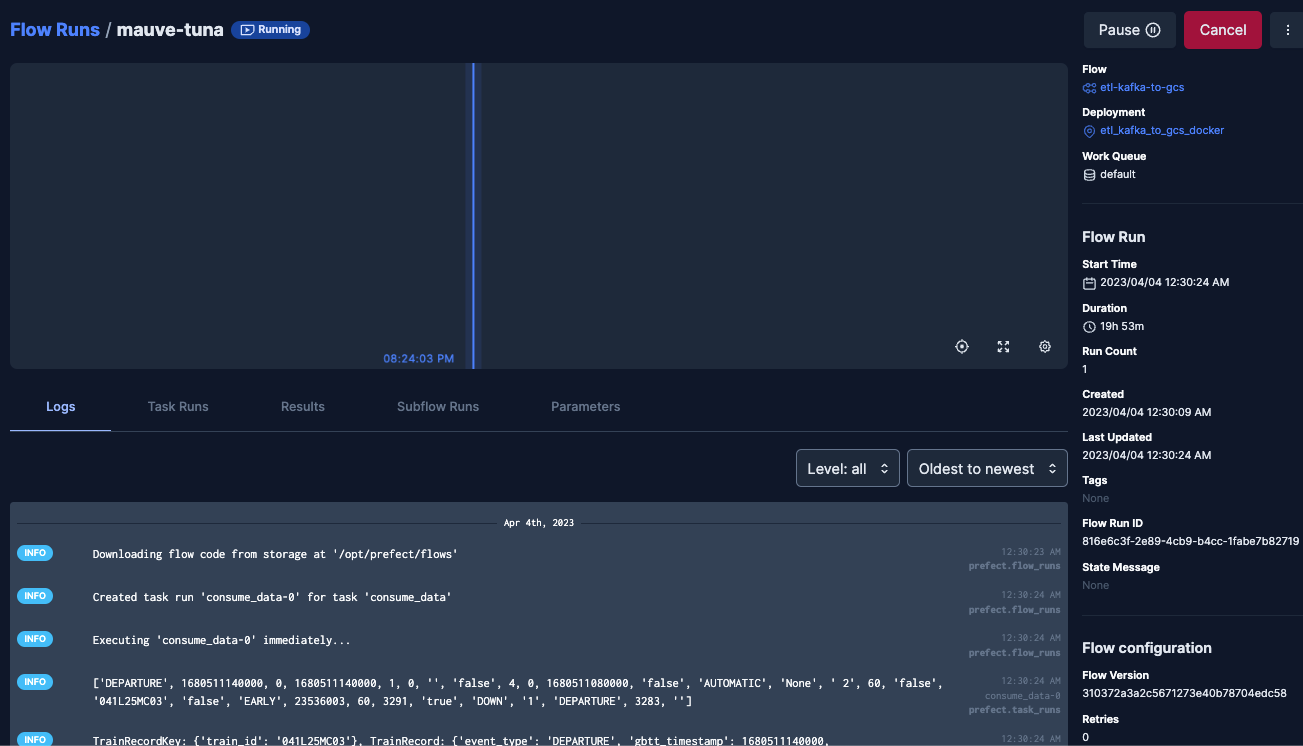 Flow Runs / mauve-tuna Running
Pause Cancel
08:24:03 PM
Logs Task Runs Results Subflow Runs Parameters
Level: all Oldest to newest
Apr 4th, 2023
INFO Downloading flow code from storage at '/opt/prefect/flows' 12:30:23 AM
prefect.flow_runs
INFO Created task run 'consume_data-0' for task 'consume_data' 12:30:24 AM
prefect.flow_runs
INFO Executing 'consume_data-0' immediately... 12:30:24 AM
prefect.flow_runs
INFO ['DEPARTURE', 1680511140000, 0, 1680511140000, 1, 0, '', 'false', 4, 0, 1680511080000, 'false', 'AUTOMATIC', 'None', ' 2', 60, 'false', 12:30:24 AM
'041L25MC03', 'false', 'EARLY', 23536003, 60, 3291, 'true', 'DOWN', '1', 'DEPARTURE', 3283, ''] consume_data-0
prefect.task_runs
INFO TrainRecordKey: {'train_id': '041L25MC03'}, TrainRecord: {'event_type': 'DEPARTURE', 'gbtt_timestamp': 1680511140000, 12:30:24 AM
Flow
etl-kafka-to-gcs
Deployment
etl_kafka_to_gcs_docker
Work Queue
default
Flow Run
Start Time
2023/04/04 12:30:24 AM
Duration
19h 53m
Run Count
1
Created
2023/04/04 12:30:09 AM
Last Updated
2023/04/04 12:30:24 AM
Tags
None
Flow Run ID
816e6c3f-2e89-4cb9-b4cc-1fabe7b82719
State Message
None
Flow configuration
Flow Version
310372a3a2c5671273e40b78704edc58
Retries
0